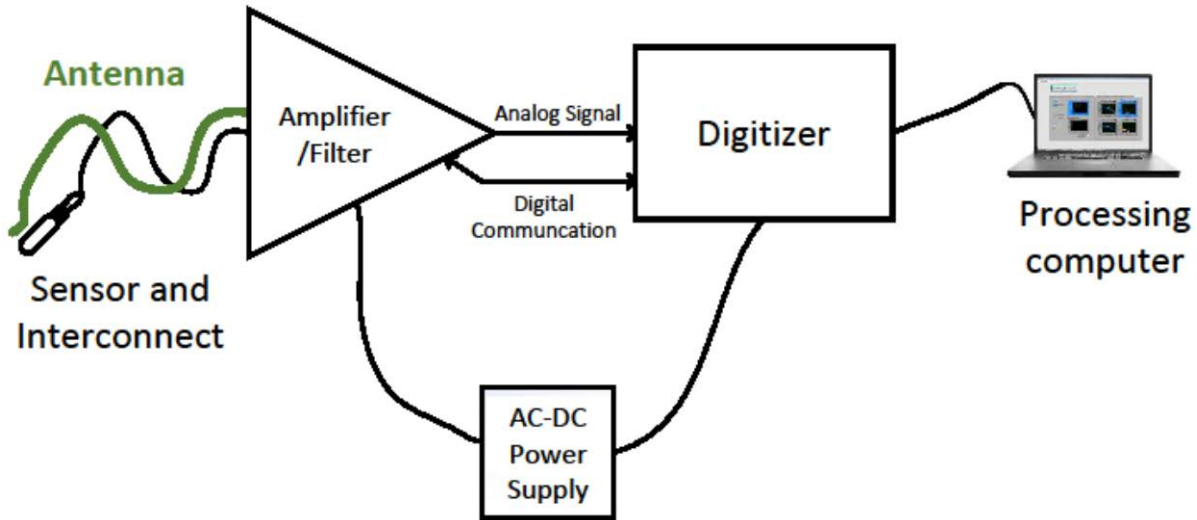 Antenna
Amplifier
/Filter
Analog Signal
Digitizer
Digital
Communcation
Sensor and
Interconnect
Processing
computer
AC-DC
Power
Supply